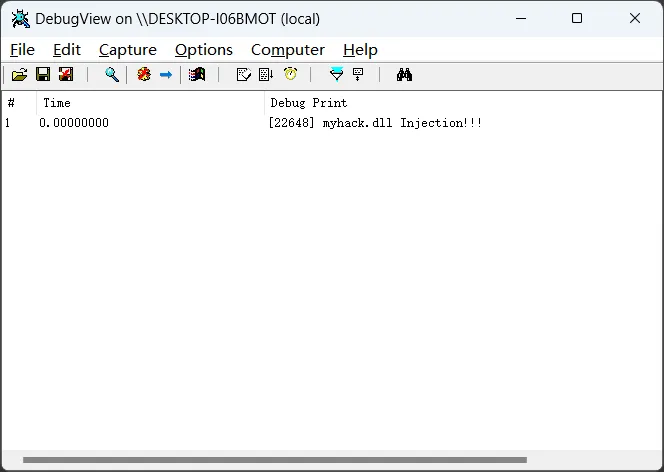 DebugView on \\DESKTOP-I06BMOT (local)
File Edit Capture Options Computer Help
# Time Debug Print
1 0.00000000 [22648] myhack.dll Injection!!!